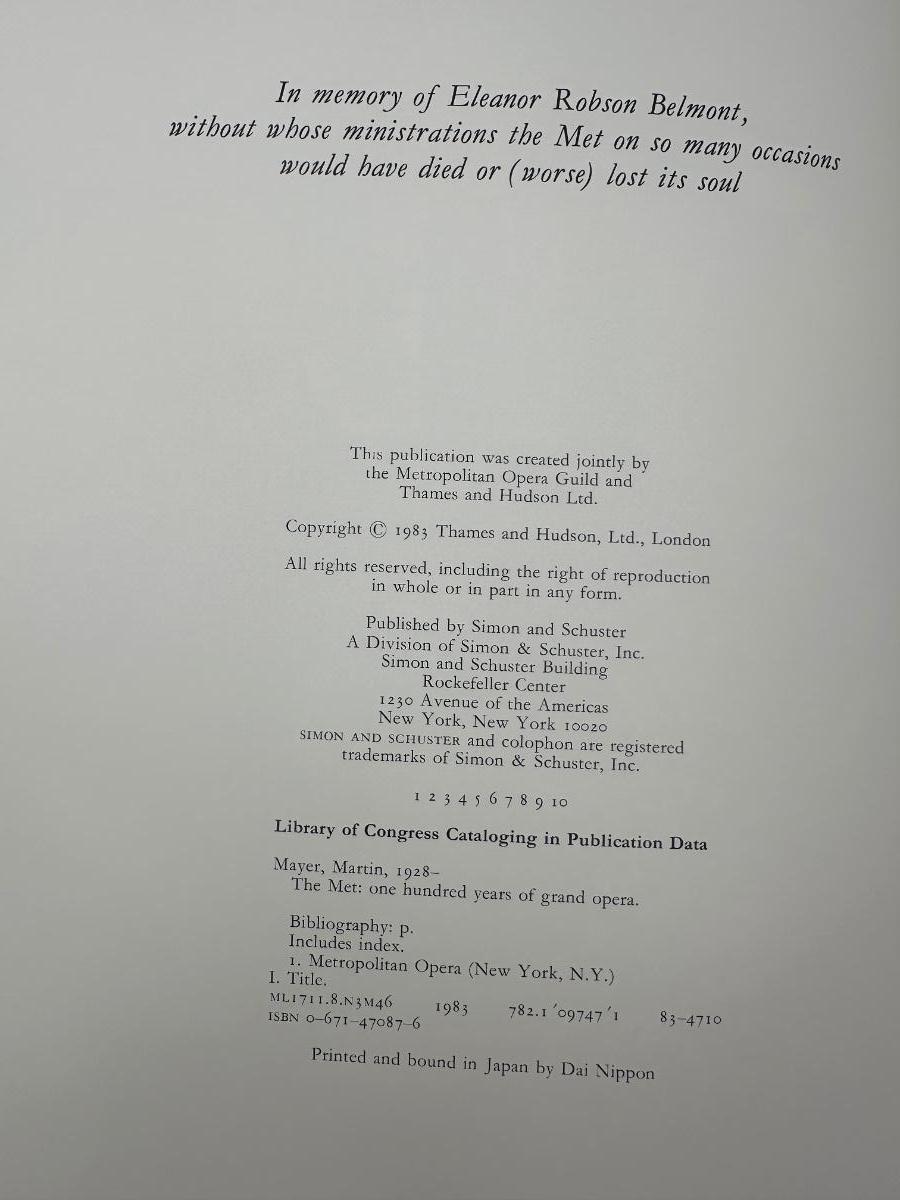 In memory of Eleanor Robson Belmont,
without whose ministrations the Met on so many occasions
would have died or (worse) lost its soul
This publication was created jointly by
the Metropolitan Opera Guild and
Thames and Hudson Ltd.
Copyright © 1983 Thames and Hudson, Ltd., London
All rights reserved, including the right of reproduction
in whole or in part in any form.
Published by Simon and Schuster
A Division of Simon & Schuster, Inc.
Simon and Schuster Building
Rockefeller Center
1230 Avenue of the Americas
New York, New York 10020
SIMON AND SCHUSTER and colophon are registered
trademarks of Simon & Schuster, Inc.
1 2 3 4 5 6 7 8 9 10
Library of Congress Cataloging in Publication Data
Mayer, Martin, 1928–
The Met: one hundred years of grand opera.
Bibliography: p.
Includes index.
1. Metropolitan Opera (New York, N.Y.)
I. Title.
ML1711.8.N3M46 1983 782.1 ′09747 ′1 83–4710
ISBN 0–671–47087–6
Printed and bound in Japan by Dai Nippon